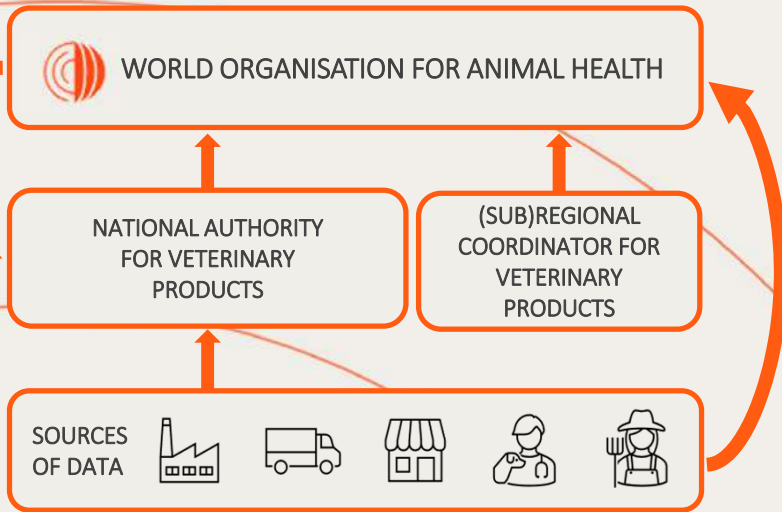 WORLD ORGANISATION FOR ANIMAL HEALTH
NATIONAL AUTHORITY
FOR VETERINARY
PRODUCTS
(SUB)REGIONAL
COORDINATOR FOR
VETERINARY
PRODUCTS
SOURCES
OF DATA